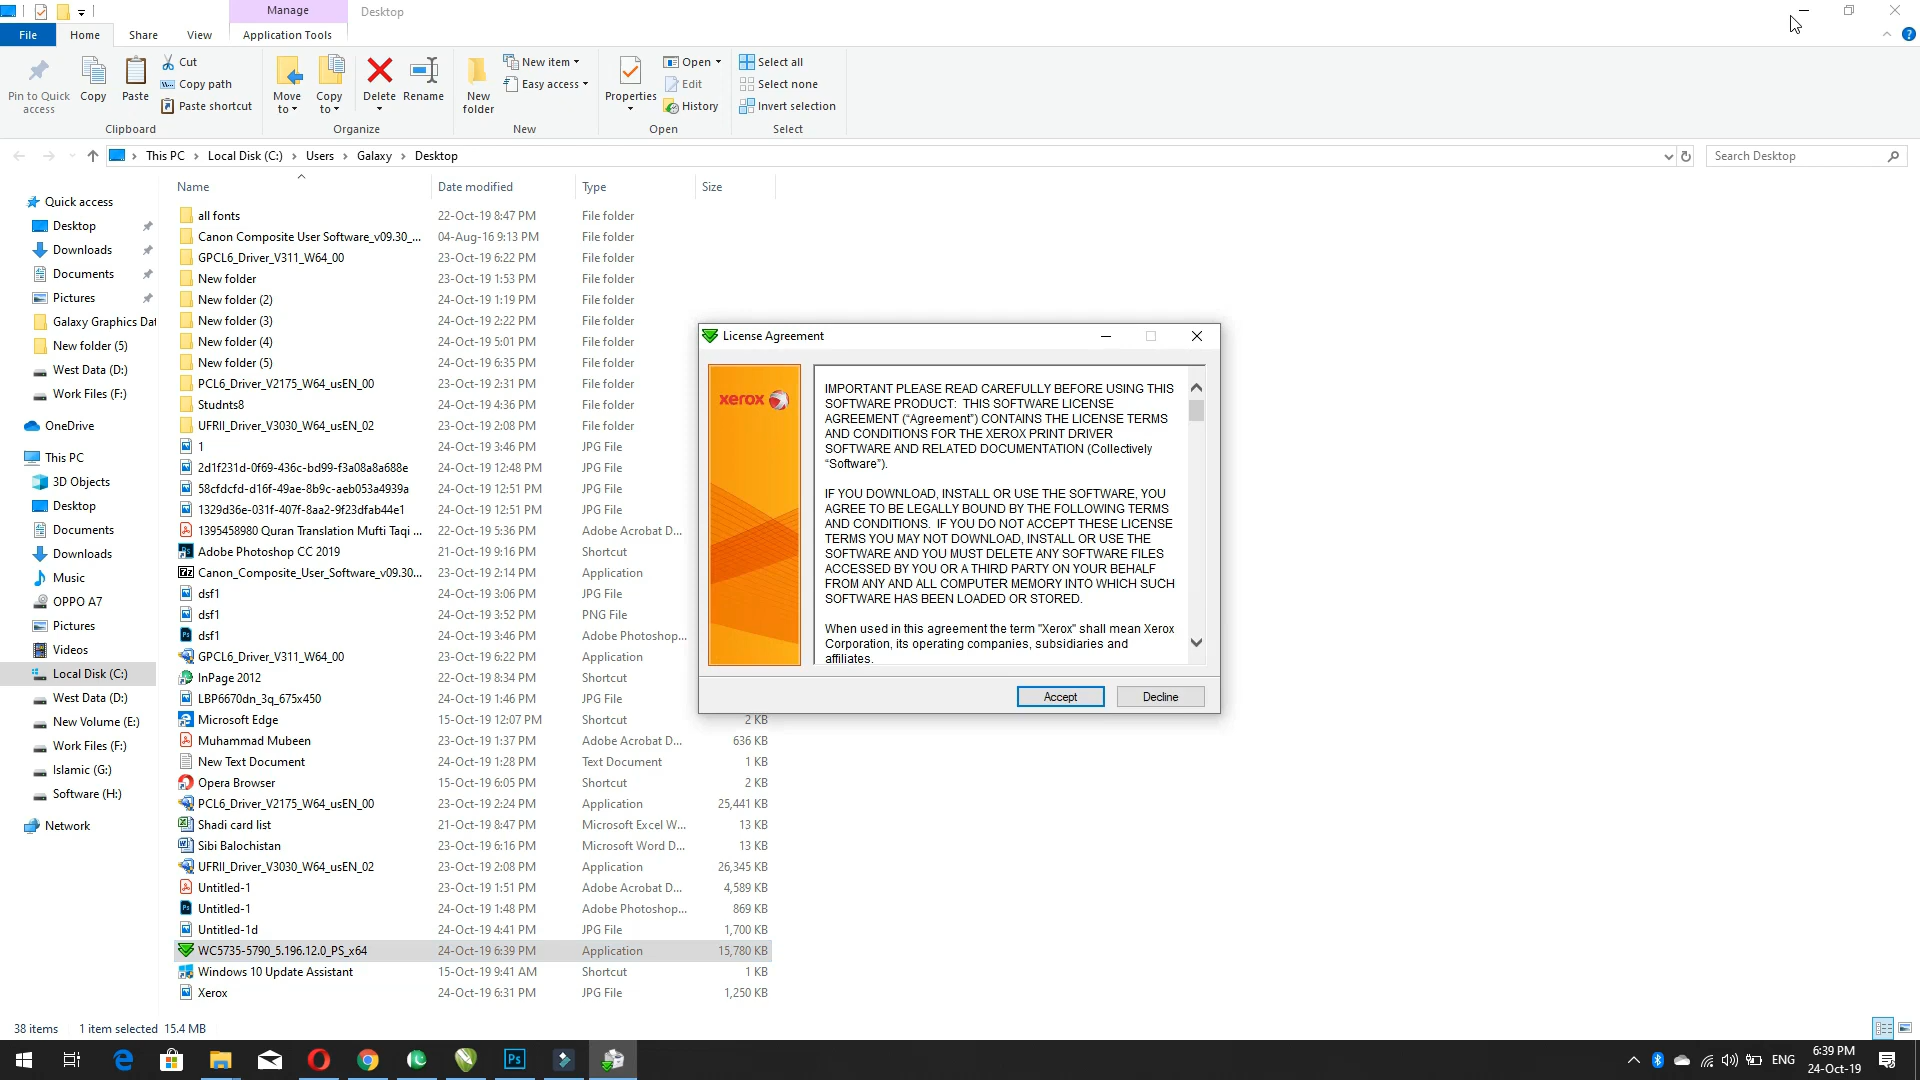 Manage
Desktop
File
Home
Share
View
Application Tools
Pin to Quick access
Copy
Paste
Cut
Copy path
Paste shortcut
Clipboard
Move to
Copy to
Delete
Rename
Organize
New folder
New item
Easy access
New
Properties
Open
Edit
History
Open
Select all
Select none
Invert selection
Select
This PC > Local Disk (C:) > Users > Galaxy > Desktop
Search Desktop
Name Date modified Type Size
Quick access
Desktop
Downloads
Documents
Pictures
Galaxy Graphics Dat
New folder (5)
West Data (D:)
Work Files (F:)
OneDrive
This PC
3D Objects
Desktop
Documents
Downloads
Music
OPPO A7
Pictures
Videos
Local Disk (C:)
West Data (D:)
New Volume (E:)
Work Files (F:)
Islamic (G:)
Software (H:)
Network
all fonts 22-Oct-19 8:47 PM File folder
Canon Composite User Software_v09.30_... 04-Aug-16 9:13 PM File folder
GPCL6_Driver_V311_W64_00 23-Oct-19 6:22 PM File folder
New folder 23-Oct-19 1:53 PM File folder
New folder (2) 24-Oct-19 1:19 PM File folder
New folder (3) 24-Oct-19 2:22 PM File folder
New folder (4) 24-Oct-19 5:01 PM File folder
New folder (5) 24-Oct-19 6:35 PM File folder
PCL6_Driver_V2175_W64_usEN_00 23-Oct-19 2:31 PM File folder
Studnts8 24-Oct-19 4:36 PM File folder
UFRII_Driver_V3030_W64_usEN_02 23-Oct-19 2:08 PM File folder
1 24-Oct-19 3:46 PM JPG File
2d1f231d-0f69-436c-bd99-f3a08a8a688e 24-Oct-19 12:48 PM JPG File
58cfdcfd-d16f-49ae-8b9c-aeb053a4939a 24-Oct-19 12:51 PM JPG File
1329d36e-031f-407f-8aa2-9f23dfab44e1 24-Oct-19 12:51 PM JPG File
1395458980 Quran Translation Mufti Taqi ... 22-Oct-19 5:36 PM Adobe Acrobat D...
Adobe Photoshop CC 2019 21-Oct-19 9:16 PM Shortcut
Canon_Composite_User_Software_v09.30... 23-Oct-19 2:14 PM Application
dsf1 24-Oct-19 3:06 PM JPG File
dsf1 24-Oct-19 3:52 PM PNG File
dsf1 24-Oct-19 3:46 PM Adobe Photoshop...
GPCL6_Driver_V311_W64_00 23-Oct-19 6:22 PM Application
InPage 2012 22-Oct-19 8:34 PM Shortcut
LBP6670dn_3q_675x450 24-Oct-19 1:46 PM JPG File
Microsoft Edge 15-Oct-19 12:07 PM Shortcut 2 KB
Muhammad Mubeen 23-Oct-19 1:37 PM Adobe Acrobat D... 636 KB
New Text Document 24-Oct-19 1:28 PM Text Document 1 KB
Opera Browser 15-Oct-19 6:05 PM Shortcut 2 KB
PCL6_Driver_V2175_W64_usEN_00 23-Oct-19 2:24 PM Application 25,441 KB
Shadi card list 21-Oct-19 8:47 PM Microsoft Excel W... 13 KB
Sibi Balochistan 23-Oct-19 6:16 PM Microsoft Word D... 13 KB
UFRII_Driver_V3030_W64_usEN_02 23-Oct-19 2:08 PM Application 26,345 KB
Untitled-1 23-Oct-19 1:51 PM Adobe Acrobat D... 4,589 KB
Untitled-1 24-Oct-19 1:48 PM Adobe Photoshop... 869 KB
Untitled-1d 24-Oct-19 4:41 PM JPG File 1,700 KB
WC5735-5790_5.196.12.0_PS_x64 24-Oct-19 6:39 PM Application 15,780 KB
Windows 10 Update Assistant 15-Oct-19 9:41 AM Shortcut 1 KB
Xerox 24-Oct-19 6:31 PM JPG File 1,250 KB
License Agreement
xerox
IMPORTANT PLEASE READ CAREFULLY BEFORE USING THIS
SOFTWARE PRODUCT: THIS SOFTWARE LICENSE
AGREEMENT (“Agreement”) CONTAINS THE LICENSE TERMS
AND CONDITIONS FOR THE XEROX PRINT DRIVER
SOFTWARE AND RELATED DOCUMENTATION (Collectively
“Software”).
IF YOU DOWNLOAD, INSTALL OR USE THE SOFTWARE, YOU
AGREE TO BE LEGALLY BOUND BY THE FOLLOWING TERMS
AND CONDITIONS. IF YOU DO NOT ACCEPT THESE LICENSE
TERMS YOU MAY NOT DOWNLOAD, INSTALL OR USE THE
SOFTWARE AND YOU MUST DELETE ANY SOFTWARE FILES
ACCESSED BY YOU OR A THIRD PARTY ON YOUR BEHALF
FROM ANY AND ALL COMPUTER MEMORY INTO WHICH SUCH
SOFTWARE HAS BEEN LOADED OR STORED.
When used in this agreement the term "Xerox" shall mean Xerox
Corporation, its operating companies, subsidiaries and
affiliates.
Accept
Decline
38 items 1 item selected 15.4 MB
Ps
ENG
6:39 PM
24-Oct-19